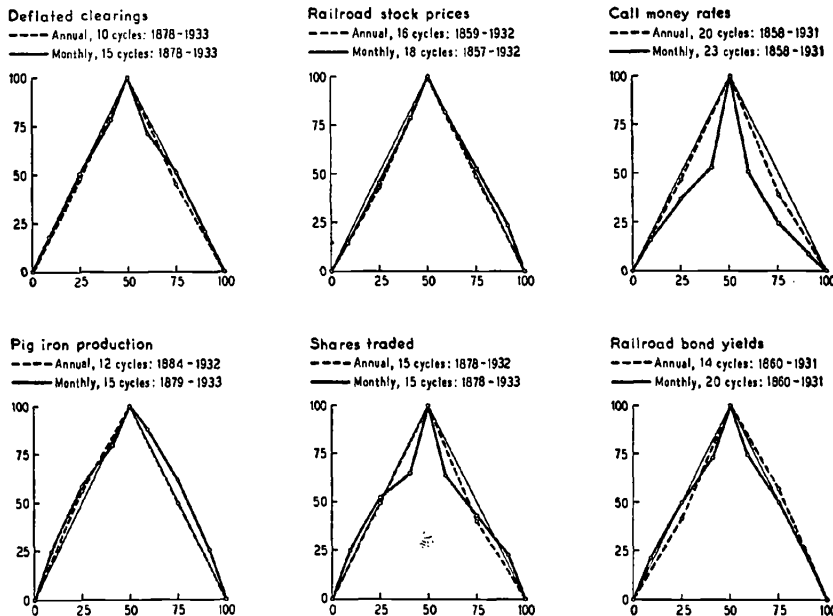 Deflated clearings
Annual, 10 cycles: 1878-1933
Monthly, 15 cycles: 1878-1933
100
75
50
25
0
0 25 50 75 100
Railroad stock prices
Annual, 16 cycles: 1859-1932
Monthly, 18 cycles: 1857-1932
100
75
50
25
0
0 25 50 75 100
Call money rates
Annual, 20 cycles: 1858-1931
Monthly, 23 cycles: 1858-1931
100
75
50
25
0
0 25 50 75 100
Pig iron production
Annual, 12 cycles: 1884-1932
Monthly, 15 cycles: 1879-1933
100
75
50
25
0
0 25 50 75 100
Shares traded
Annual, 15 cycles: 1878-1932
Monthly, 15 cycles: 1878-1933
100
75
50
25
0
0 25 50 75 100
Railroad bond yields
Annual, 14 cycles: 1860-1931
Monthly, 20 cycles: 1860-1931
100
75
50
25
0
0 25 50 75 100